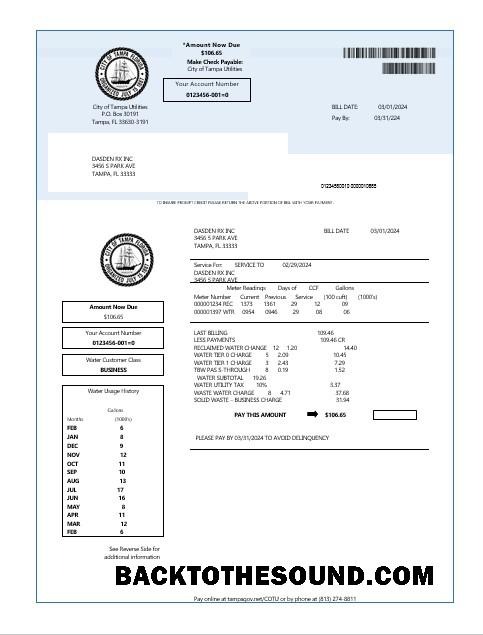 *Amount Now Due
$106.65
Make Check Payable:
City of Tampa Utilities
Your Account Number
0123456-001=0
CITY OF TAMPA, FLORIDA
City of Tampa Utilities
P.O. Box 30191
Tampa, FL 33630-3191
BILL DATE: 03/01/2024
Pay By: 03/31/224
DASDEN RX INC
3456 S PARK AVE
TAMPA, FL 33333
TO INSURE PROMPT CREDIT PLEASE RETURN THE ABOVE PORTION OF BILL WITH YOUR PAYMENT.
CITY OF TAMPA, FLORIDA
DASDEN RX INC BILL DATE 03/01/2024
3456 S PARK AVE
TAMPA, FL 33333
Service For: SERVICE TO 02/29/2024
DASDEN RX INC
3456 S PARK AVE
Meter Readings Days of CCF Gallons
Meter Number Current Previous Service (100 cuft) (1000's)
000001234 REC 1373 1361 29 12 09
000001397 WTR 0954 0946 29 08 06
Amount Now Due
$106.65
Your Account Number
0123456-001=0
Water Customer Class
BUSINESS
LAST BILLING 109.46
LESS PAYMENTS 109.46 CR
RECLAIMED WATER CHANGE 12 1.20 14.40
WATER TIER 0 CHARGE 5 2.09 10.45
WATER TIER 1 CHARGE 3 2.43 7.29
TBW PAS S-THROUGH 8 0.19 1.52
WATER SUBTOTAL 19.26
WATER UTILITY TAX 10% 3.37
WASTE WATER CHARGE 8 4.71 37.68
SOLID WASTE – BUSINESS CHARGE 31.94
PAY THIS AMOUNT $106.65
PLEASE PAY BY 03/31/2024 TO AVOID DELINQUENCY
Water Usage History
Gallons
Months (1000's)
FEB 6
JAN 8
DEC 9
NOV 12
OCT 11
SEP 10
AUG 13
JUL 17
JUN 16
MAY 8
APR 11
MAR 12
FEB 6
See Reverse Side for
additional information
BACKTOTHESOUND.COM
Pay online at tampagov.net/COTU or by phone at (813) 274-8811